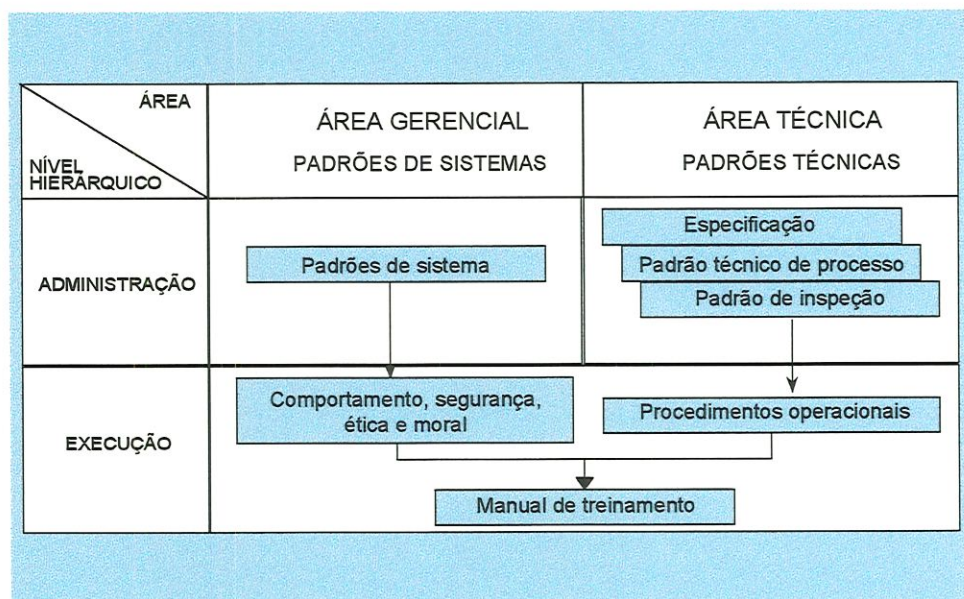 ÁREA
NÍVEL
HIERÁRQUICO
ÁREA GERENCIAL
PADRÕES DE SISTEMAS
ÁREA TÉCNICA
PADRÕES TÉCNICAS
ADMINISTRAÇÃO
Padrões de sistema
Especificação
Padrão técnico de processo
Padrão de inspeção
EXECUÇÃO
Comportamento, segurança,
ética e moral
Procedimentos operacionais
Manual de treinamento